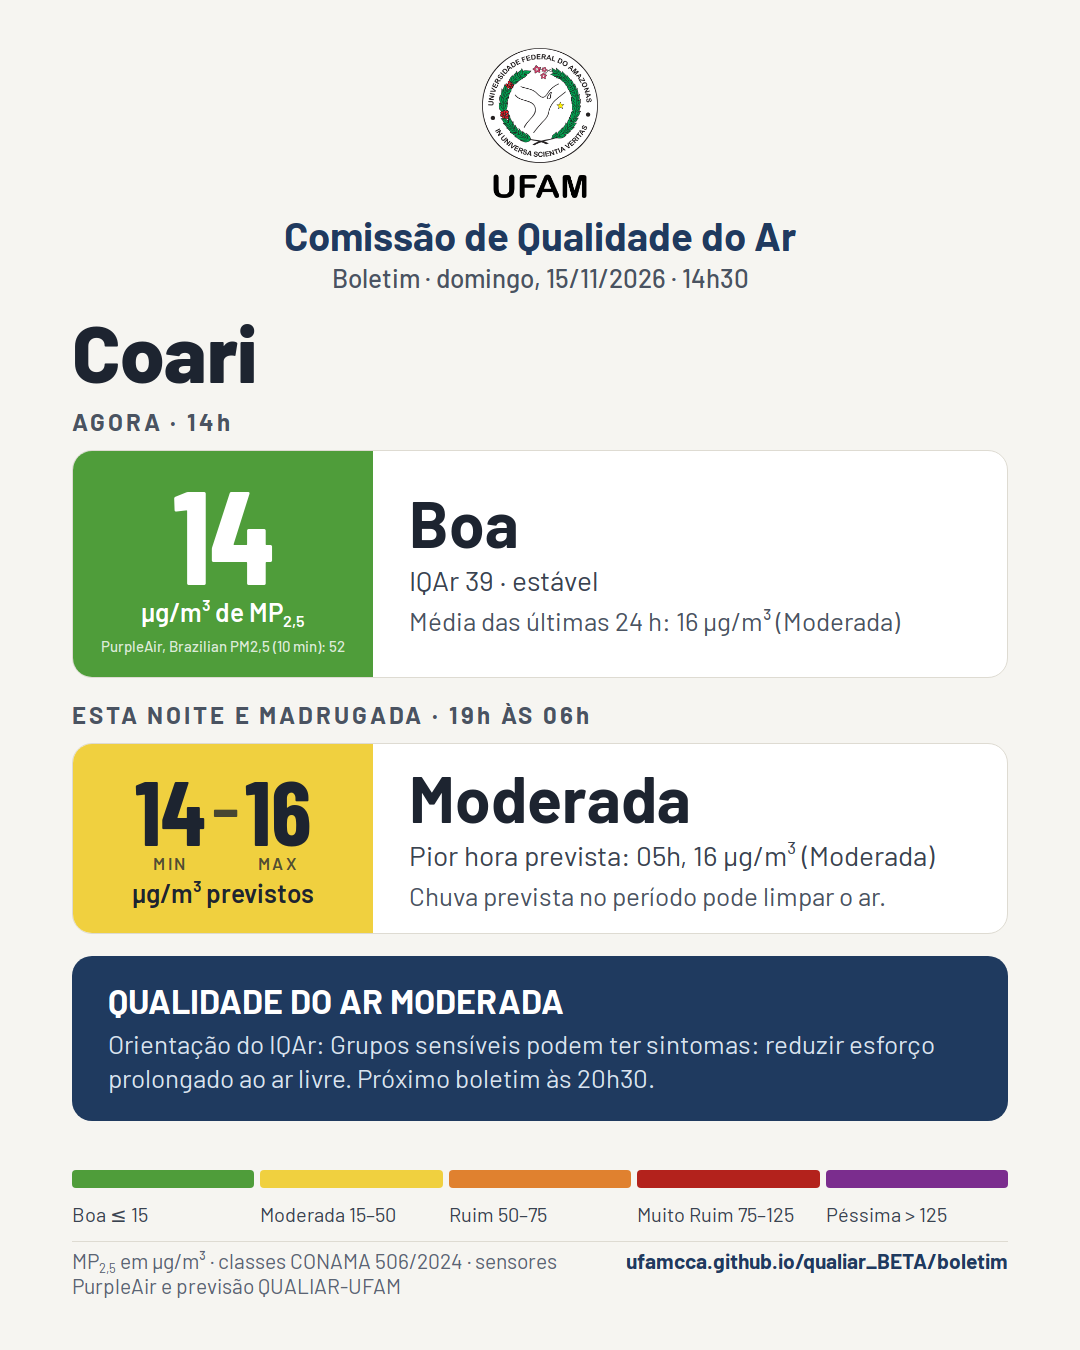 UNIVERSIDADE FEDERAL DO AMAZONAS
IN UNIVERSA SCIENTIA VERITAS
UFAM
Comissão de Qualidade do Ar
Boletim · domingo, 15/11/2026 · 14h30
Coari
AGORA · 14h
14
µg/m³ de MP2,5
PurpleAir, Brazilian PM2,5 (10 min): 52
Boa
IQAr 39 · estável
Média das últimas 24 h: 16 µg/m³ (Moderada)
ESTA NOITE E MADRUGADA · 19h ÀS 06h
14–16
MIN MAX
µg/m³ previstos
Moderada
Pior hora prevista: 05h, 16 µg/m³ (Moderada)
Chuva prevista no período pode limpar o ar.
QUALIDADE DO AR MODERADA
Orientação do IQAr: Grupos sensíveis podem ter sintomas: reduzir esforço
prolongado ao ar livre. Próximo boletim às 20h30.
Boa ≤ 15 Moderada 15–50 Ruim 50–75 Muito Ruim 75–125 Péssima > 125
MP2,5 em µg/m³ · classes CONAMA 506/2024 · sensores
PurpleAir e previsão QUALIAR-UFAM
ufamcca.github.io/qualiar_BETA/boletim